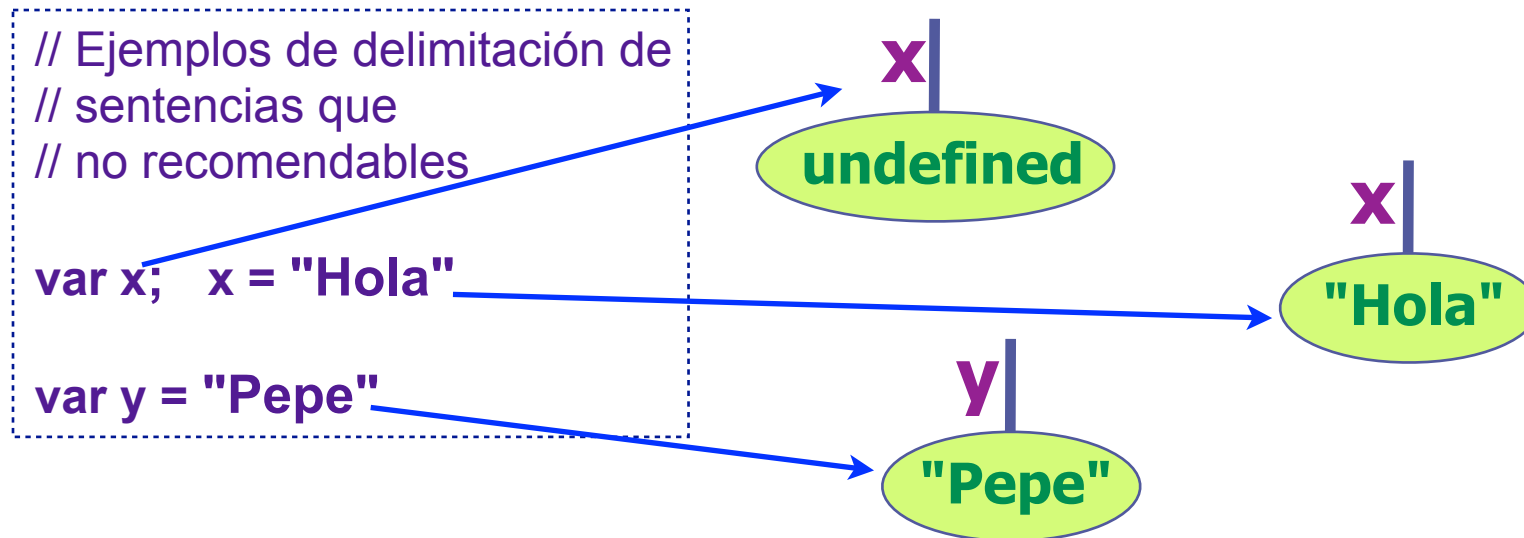 // Ejemplos de delimitación de
// sentencias que
// no recomendables
var x;   x = "Hola"
var y = "Pepe"
x
undefined
x
"Hola"
y
"Pepe"